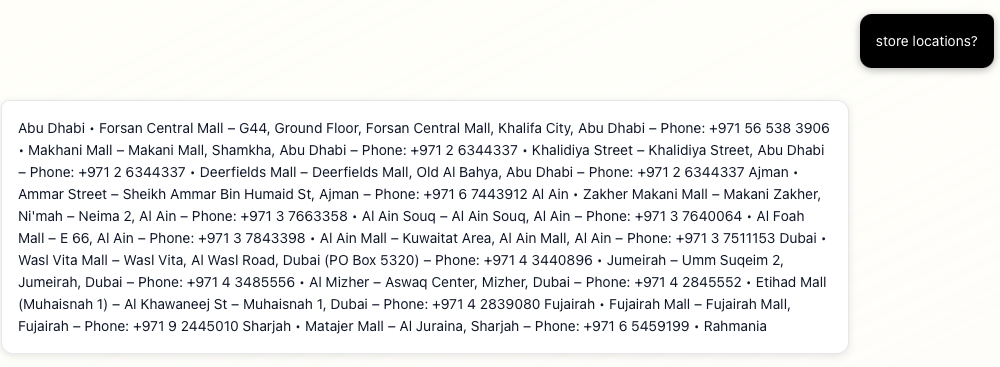 store locations?
Abu Dhabi • Forsan Central Mall – G44, Ground Floor, Forsan Central Mall, Khalifa City, Abu Dhabi – Phone: +971 56 538 3906
• Makhani Mall – Makani Mall, Shamkha, Abu Dhabi – Phone: +971 2 6344337 • Khalidiya Street – Khalidiya Street, Abu Dhabi
– Phone: +971 2 6344337 • Deerfields Mall – Deerfields Mall, Old Al Bahya, Abu Dhabi – Phone: +971 2 6344337 Ajman •
Ammar Street – Sheikh Ammar Bin Humaid St, Ajman – Phone: +971 6 7443912 Al Ain • Zakher Makani Mall – Makani Zakher,
Ni'mah – Neima 2, Al Ain – Phone: +971 3 7663358 • Al Ain Souq – Al Ain Souq, Al Ain – Phone: +971 3 7640064 • Al Foah
Mall – E 66, Al Ain – Phone: +971 3 7843398 • Al Ain Mall – Kuwaitat Area, Al Ain Mall, Al Ain – Phone: +971 3 7511153 Dubai •
Wasl Vita Mall – Wasl Vita, Al Wasl Road, Dubai (PO Box 5320) – Phone: +971 4 3440896 • Jumeirah – Umm Suqeim 2,
Jumeirah, Dubai – Phone: +971 4 3485556 • Al Mizher – Aswaq Center, Mizher, Dubai – Phone: +971 4 2845552 • Etihad Mall
(Muhaisnah 1) – Al Khawaneej St – Muhaisnah 1, Dubai – Phone: +971 4 2839080 Fujairah • Fujairah Mall – Fujairah Mall,
Fujairah – Phone: +971 9 2445010 Sharjah • Matajer Mall – Al Juraina, Sharjah – Phone: +971 6 5459199 • Rahmania